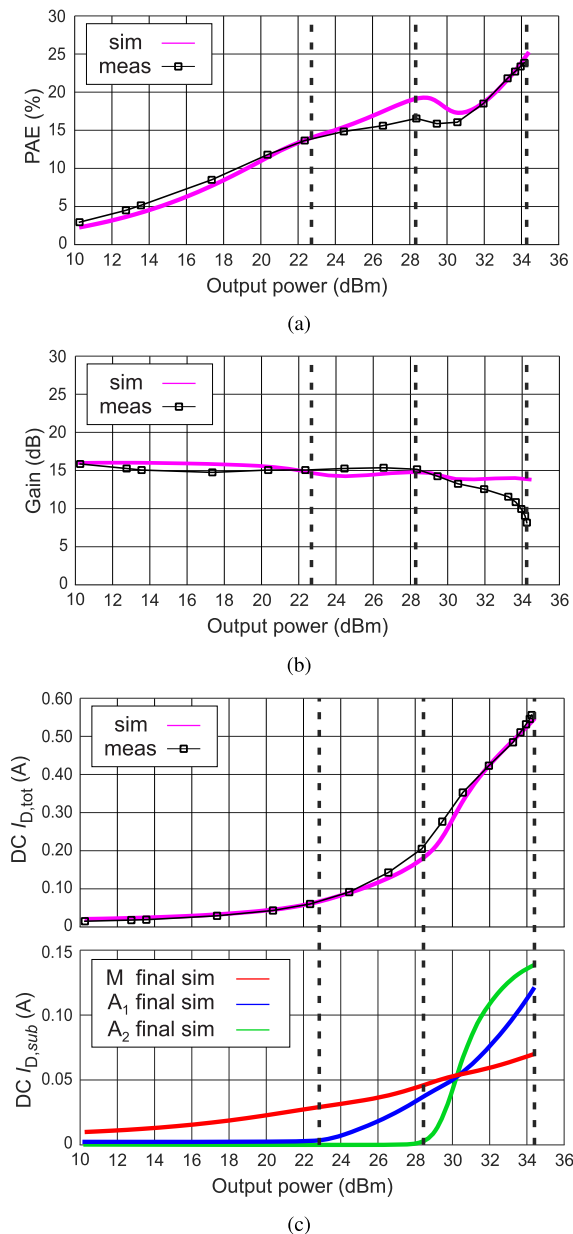 30
25
20
15
10
5
0
PAE (%)
sim
meas
10 12 14 16 18 20 22 24 26 28 30 32 34 36
Output power (dBm)
(a)
30
25
20
15
10
5
0
Gain (dB)
sim
meas
10 12 14 16 18 20 22 24 26 28 30 32 34 36
Output power (dBm)
(b)
0.60
0.50
0.40
0.30
0.20
0.10
0
DC I_D,tot (A)
sim
meas
0.15
0.10
0.05
0
DC I_D,sub (A)
M final sim
A₁ final sim
A₂ final sim
10 12 14 16 18 20 22 24 26 28 30 32 34 36
Output power (dBm)
(c)